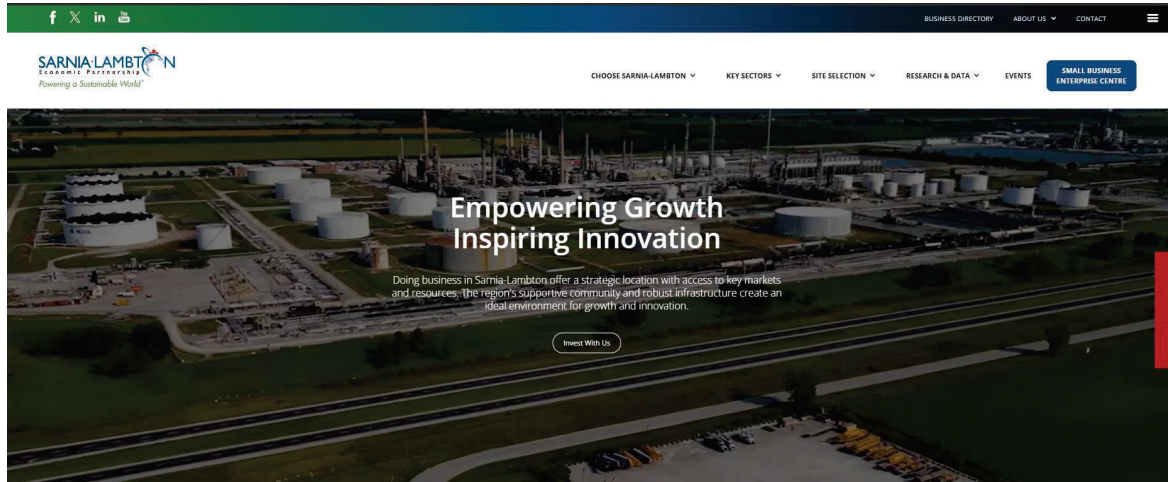 f X in You Tube
BUSINESS DIRECTORY ABOUT US CONTACT
SARNIA-LAMBTON
Economic Partnership
Powering a Sustainable World
CHOOSE SARNIA-LAMBTON KEY SECTORS SITE SELECTION RESEARCH & DATA EVENTS
SMALL BUSINESS
ENTERPRISE CENTRE
Empowering Growth
Inspiring Innovation
Doing business in Sarnia-Lambton offer a strategic location with access to key markets
and resources. The region's supportive community and robust infrastructure create an
ideal environment for growth and innovation.
Invest With Us